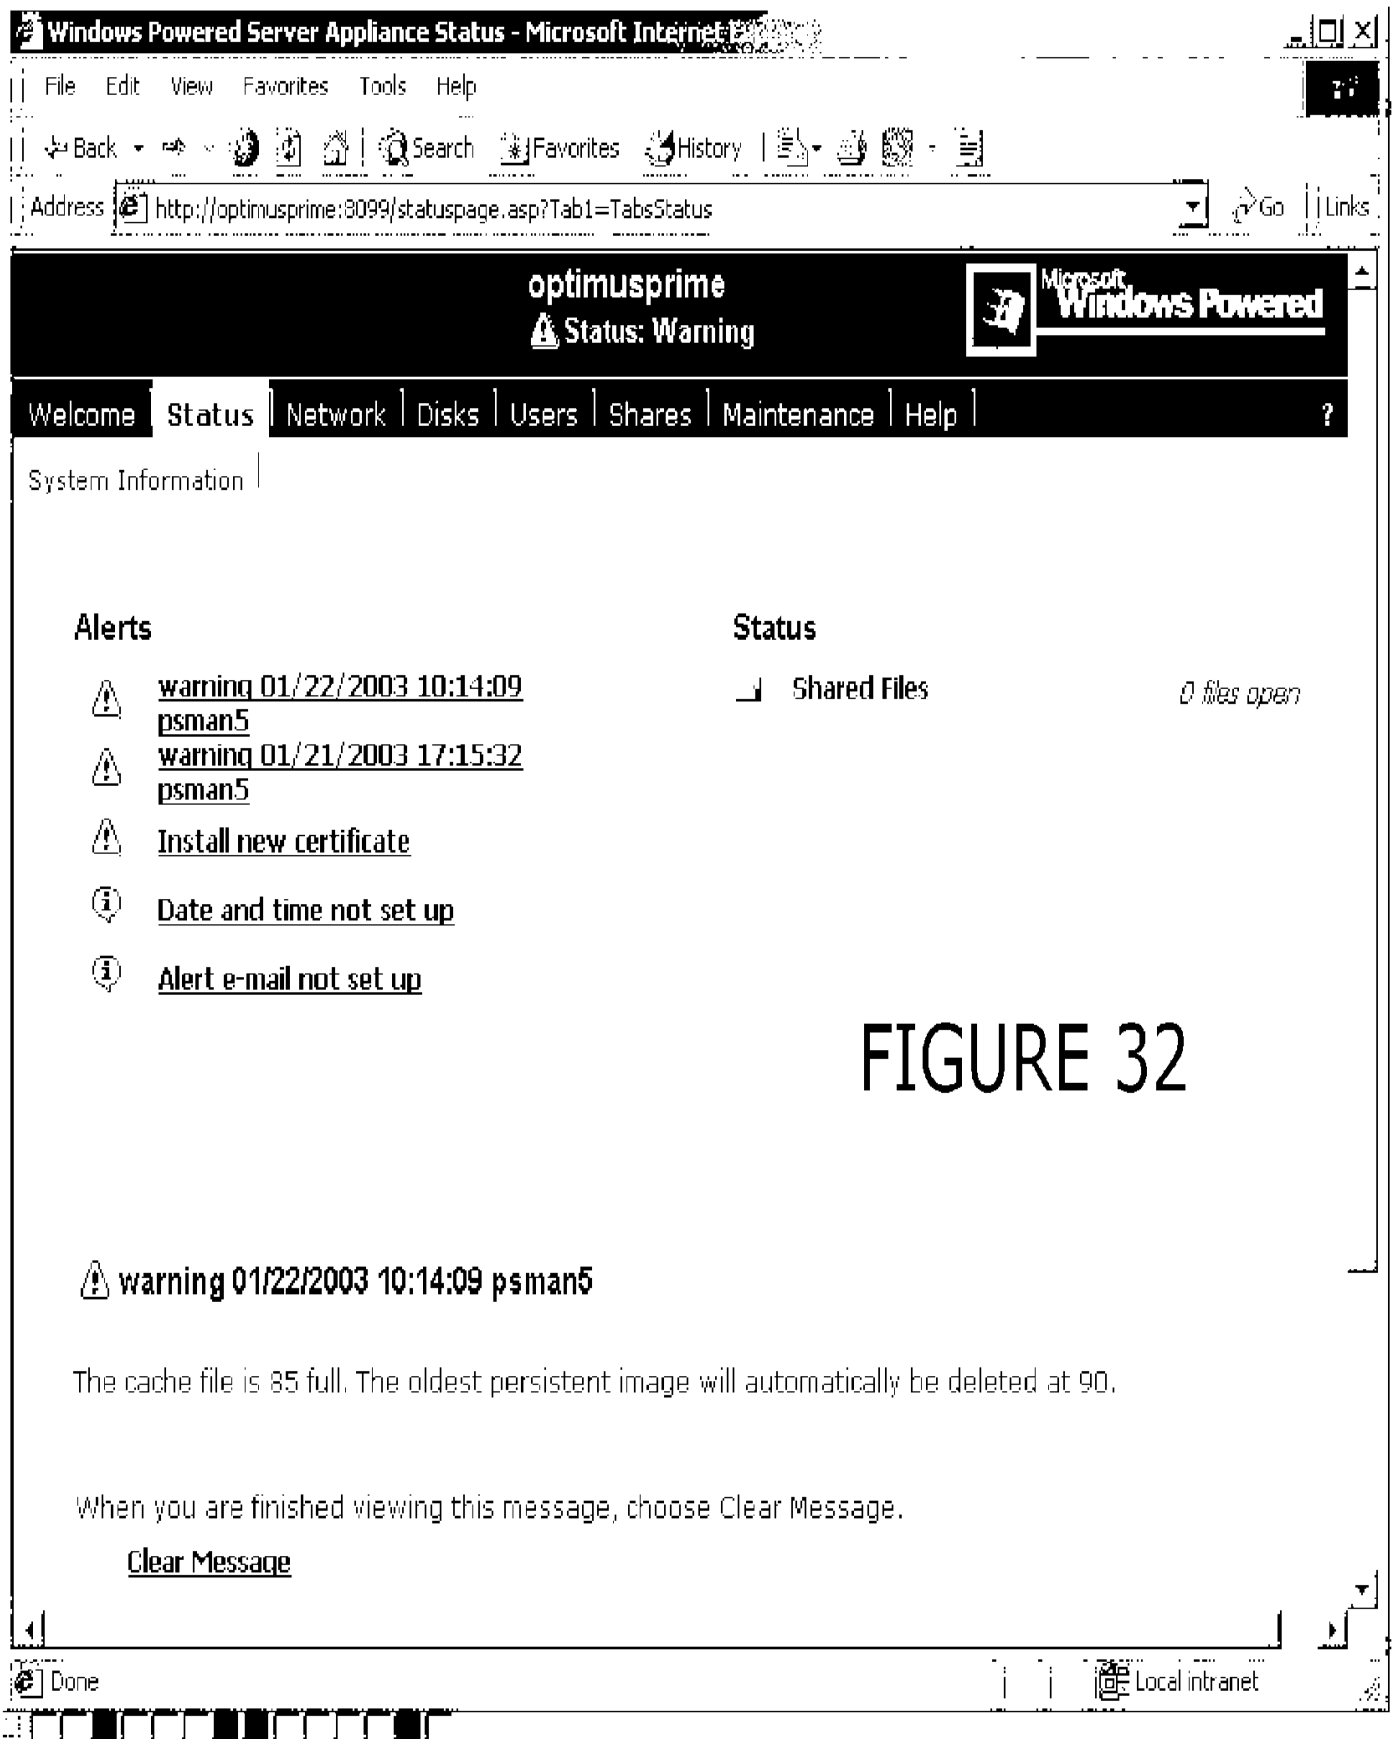 Windows Powered Server Appliance Status - Microsoft Internet
File Edit View Favorites Tools Help
Back Search Favorites History
Address http://optimusprime:8099/statuspage.asp?Tab1=TabsStatus Go Links
optimusprime
Status: Warning
Microsoft
Windows Powered
Welcome Status Network Disks Users Shares Maintenance Help ?
System Information
Alerts
warning 01/22/2003 10:14:09
psman5
warning 01/21/2003 17:15:32
psman5
Install new certificate
Date and time not set up
Alert e-mail not set up
Status
Shared Files 0 files open
FIGURE 32
warning 01/22/2003 10:14:09 psman5
The cache file is 85 full. The oldest persistent image will automatically be deleted at 90.
When you are finished viewing this message, choose Clear Message.
Clear Message
Done Local intranet